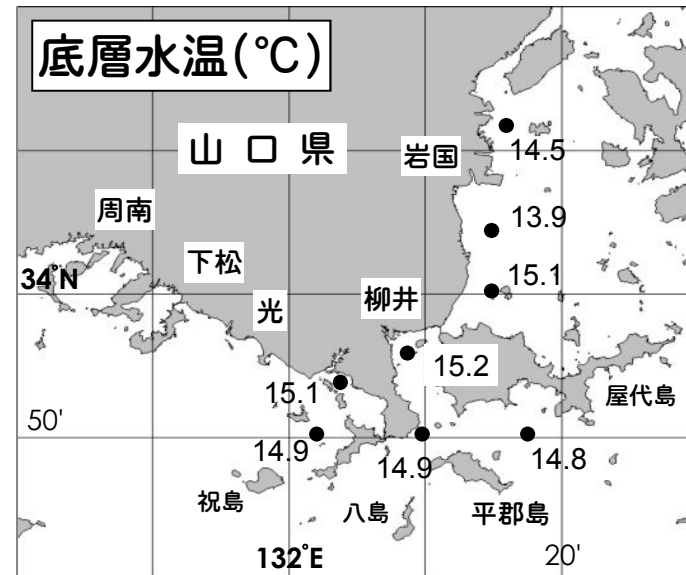 底層水温(℃)
山口県
岩国
14.5
周南
13.9
下松
34°N
15.1
光
柳井
15.2
15.1
屋代島
50'
14.9
14.9
14.8
祝島
八島
平郡島
132°E
20'